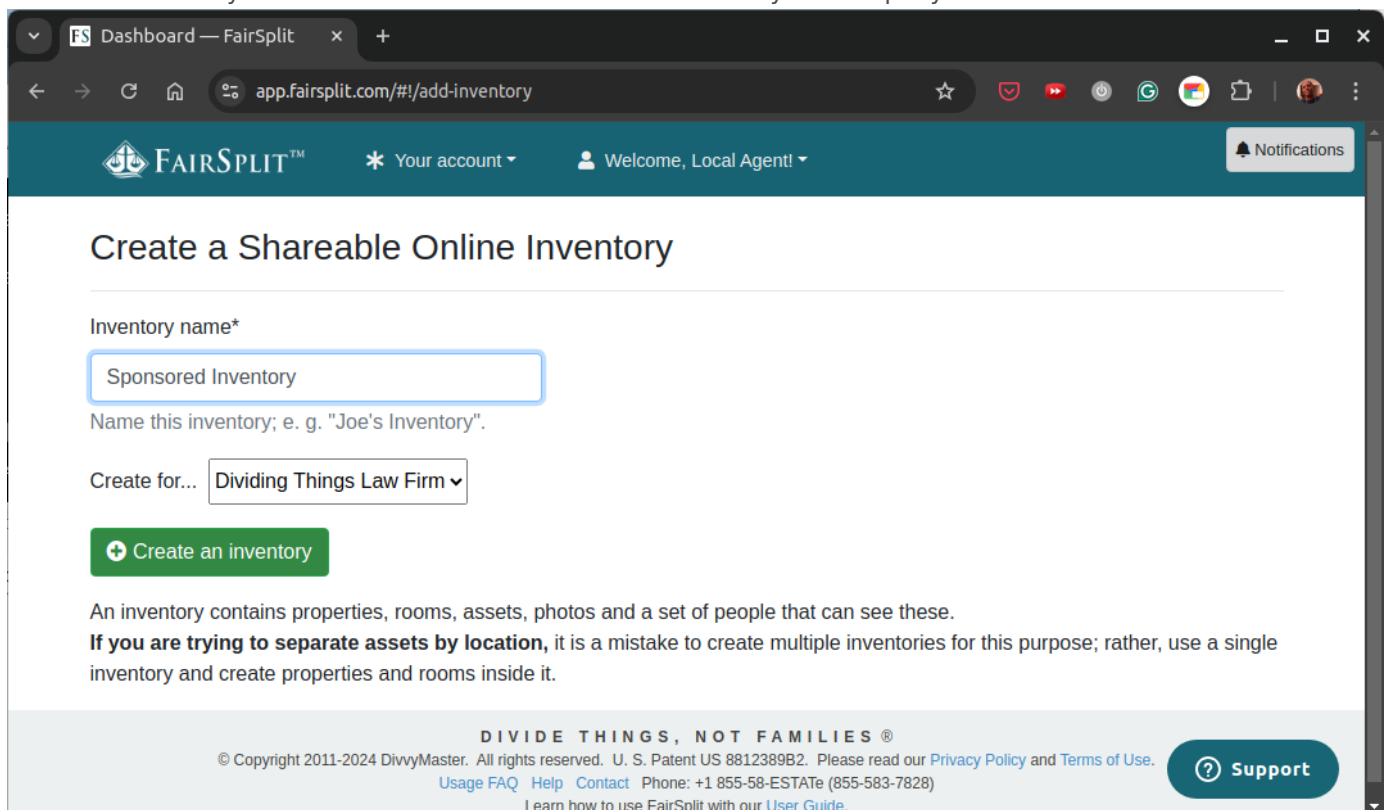 FS Dashboard — FairSplit
app.fairsplit.com/#!/add-inventory
FAIRSPLIT™ Your account Welcome, Local Agent! Notifications
Create a Shareable Online Inventory
Inventory name*
Sponsored Inventory
Name this inventory; e. g. "Joe's Inventory".
Create for... Dividing Things Law Firm
Create an inventory
An inventory contains properties, rooms, assets, photos and a set of people that can see these.
If you are trying to separate assets by location, it is a mistake to create multiple inventories for this purpose; rather, use a single
inventory and create properties and rooms inside it.
DIVIDE THINGS, NOT FAMILIES ®
© Copyright 2011-2024 DivvyMaster. All rights reserved. U. S. Patent US 8812389B2. Please read our Privacy Policy and Terms of Use.
Usage FAQ Help Contact Phone: +1 855-58-ESTATe (855-583-7828)
Learn how to use FairSplit with our User Guide.
Support